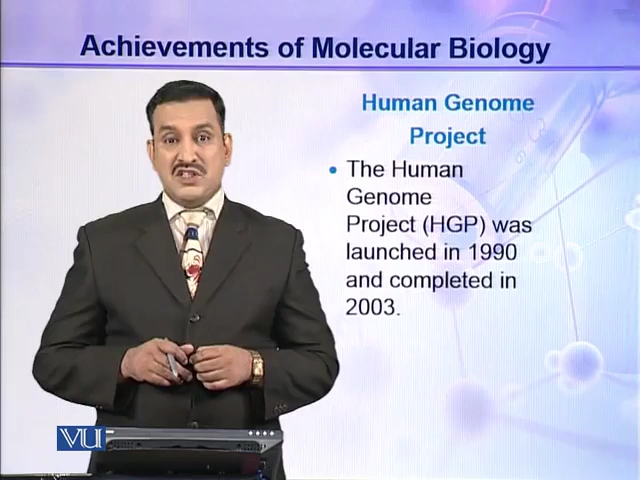 Achievements of Molecular Biology
Human Genome
Project
• The Human
Genome
Project (HGP) was
launched in 1990
and completed in
2003.
VU